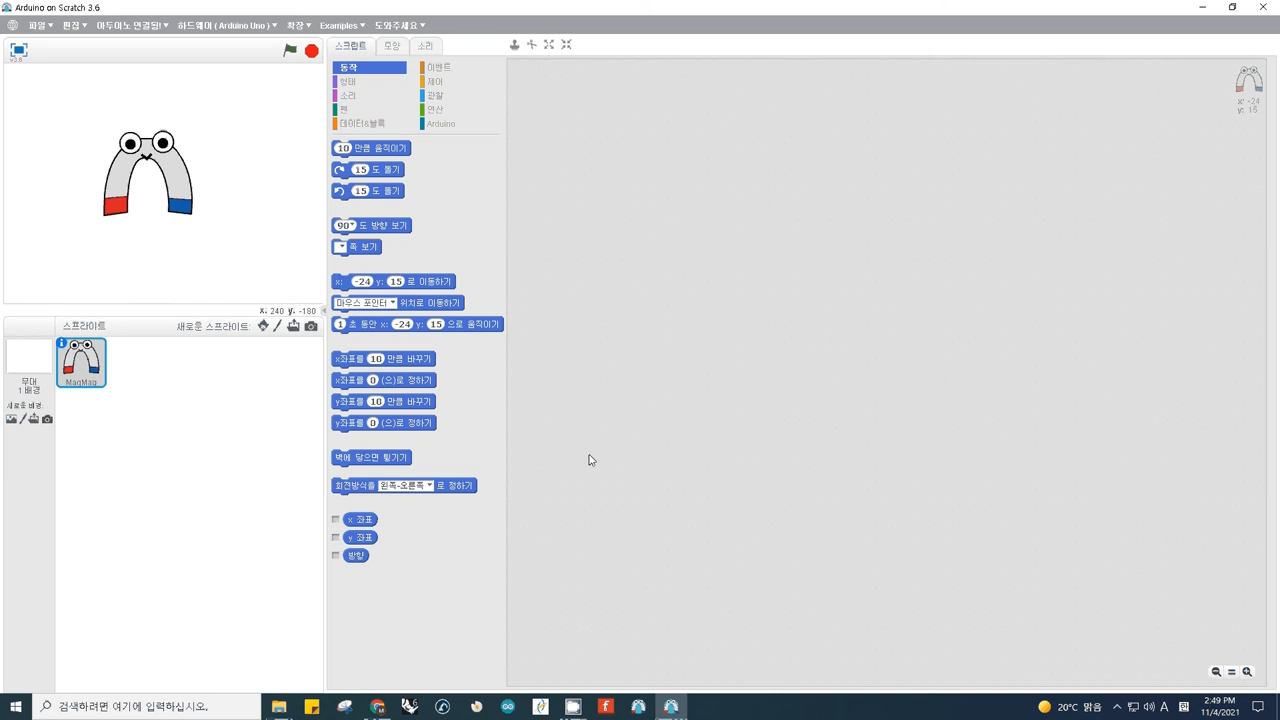 Arduino on Scratch 3.6
파일 편집 아두이노 연결됨! 하드웨어 ( Arduino Uno ) 확장 Examples 도와주세요
v3.6
스크립트 모양 소리
동작 이벤트
형태 제어
소리 관찰
펜 연산
데이터&블록 Arduino
10 만큼 움직이기
15 도 돌기
15 도 돌기
90 도 방향 보기
쪽 보기
x: -24 y: 15 로 이동하기
마우스 포인터 위치로 이동하기
1 초 동안 x: -24 y: 15 으로 움직이기
x좌표를 10 만큼 바꾸기
x좌표를 0 (으)로 정하기
y좌표를 10 만큼 바꾸기
y좌표를 0 (으)로 정하기
벽에 닿으면 튕기기
회전방식을 왼쪽-오른쪽 로 정하기
x 좌표
y 좌표
방향
x: -24
y: 15
x: 240 y: -180
스프라이트 새로운 스프라이트:
MagMag
무대
1 배경
새로운 배경:
검색하려면 여기에 입력하십시오.
20°C 맑음
A
2:49 PM
11/4/2021